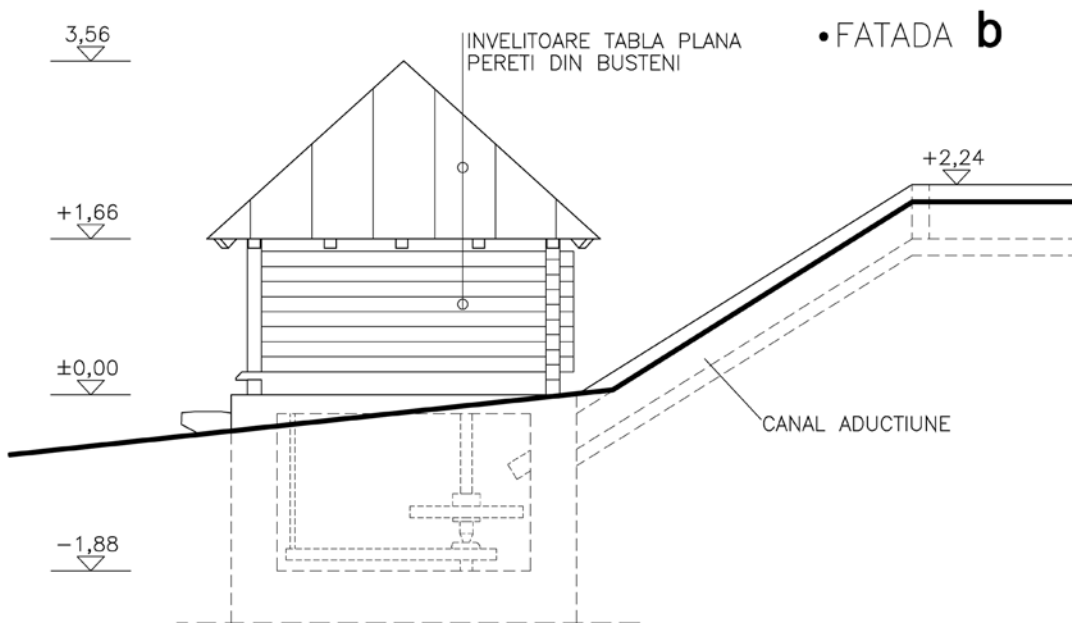 3,56
INVELITOARE TABLA PLANA
PERETI DIN BUSTENI
•FATADA b
+2,24
+1,66
±0,00
CANAL ADUCTIUNE
−1,88